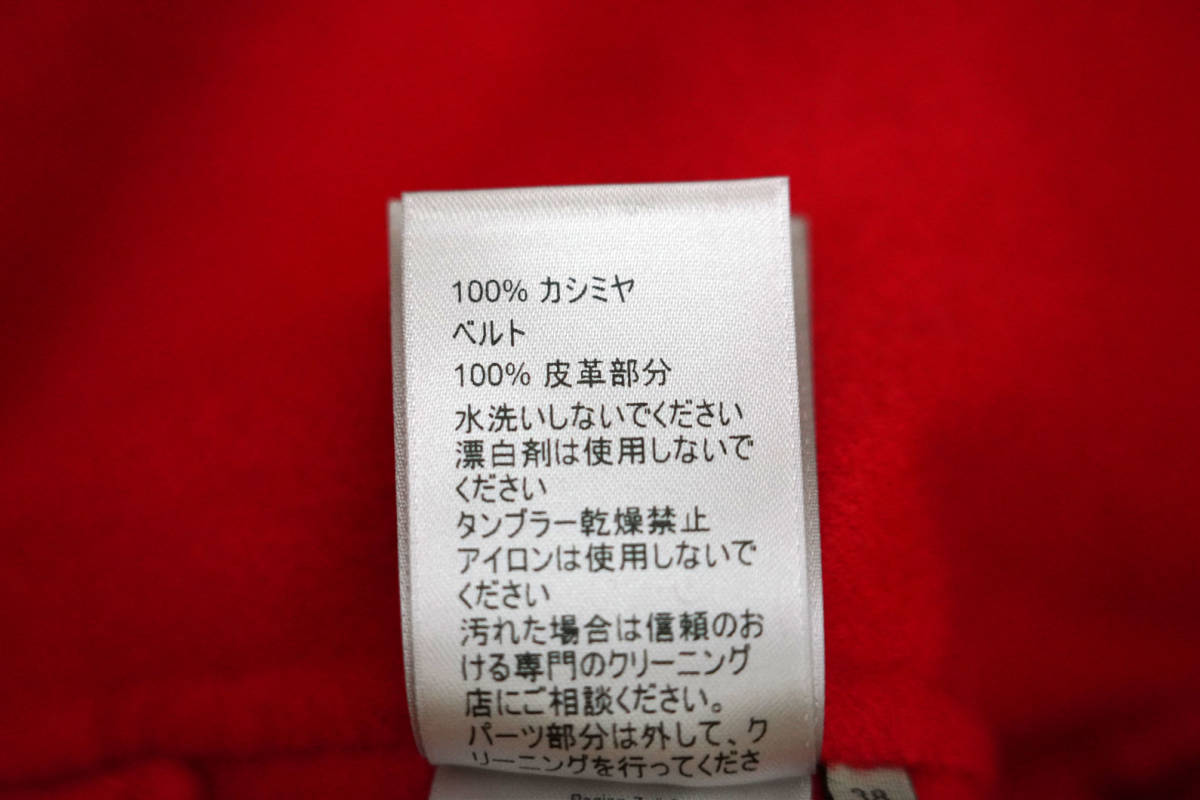 100% カシミヤ
ベルト
100% 皮革部分
水洗いしないでください
漂白剤は使用しないで
ください
タンブラー乾燥禁止
アイロンは使用しないで
ください
汚れた場合は信頼のお
ける専門のクリーニング
店にご相談ください。
パーツ部分は外して、ク
リーニングを行ってくださ
38